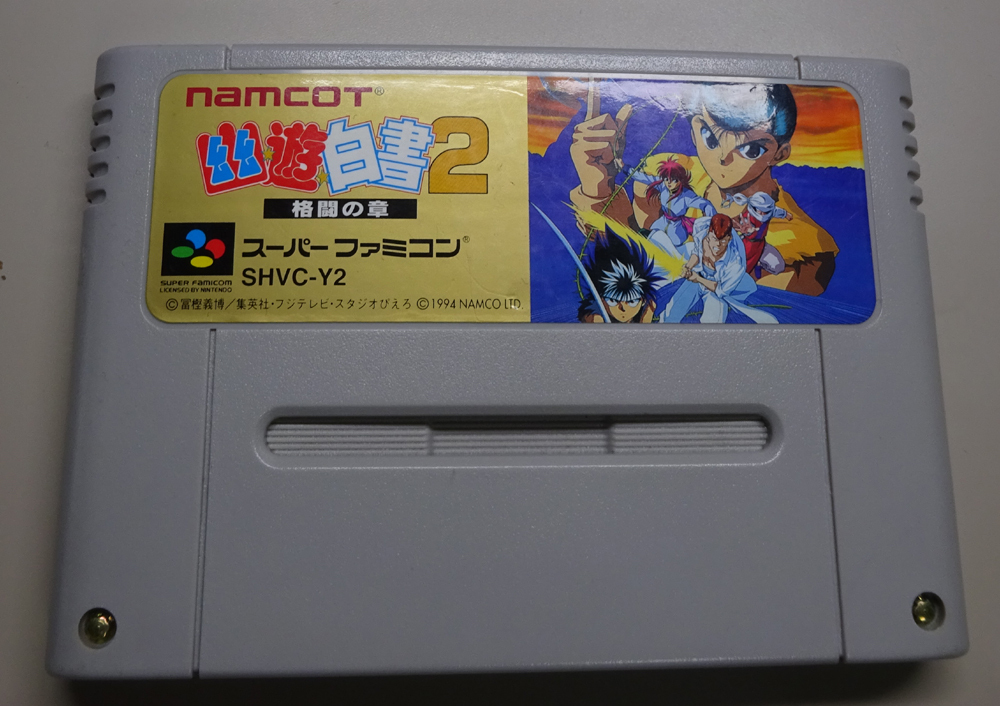 namcoT®
幽★遊★白書2
格闘の章
スーパーファミコン®
SUPER FAMICOM
LICENSED BY NINTENDO
SHVC-Y2
©冨樫義博／集英社・フジテレビ・スタジオぴえろ ©1994 NAMCO LTD.